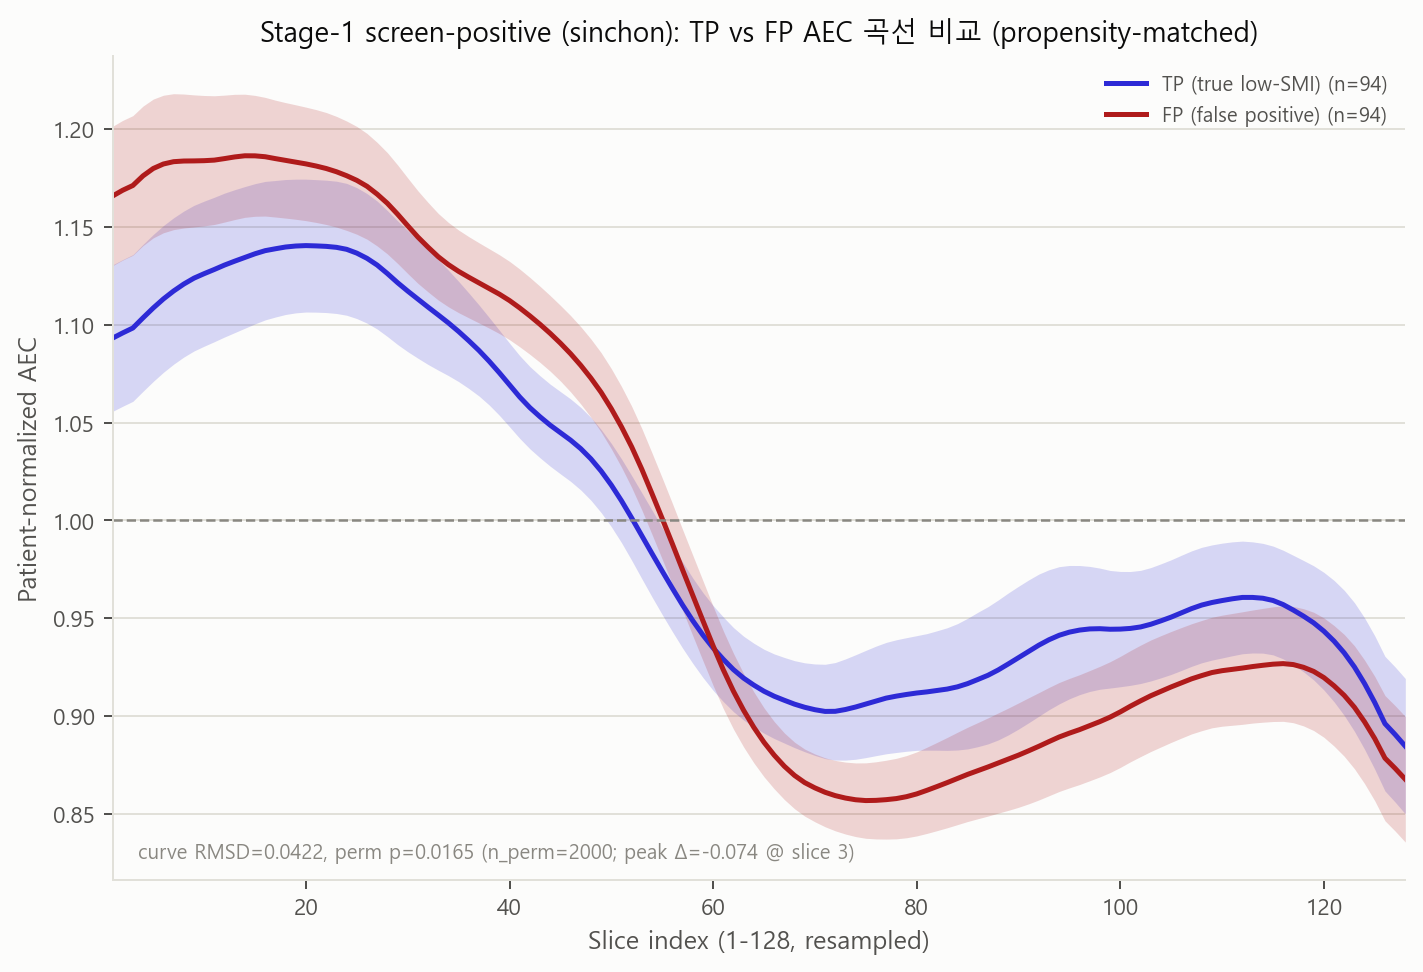 Stage-1 screen-positive (sinchon): TP vs FP AEC 곡선 비교 (propensity-matched)
TP (true low-SMI) (n=94)
FP (false positive) (n=94)
Patient-normalized AEC
1.20
1.15
1.10
1.05
1.00
0.95
0.90
0.85
curve RMSD=0.0422, perm p=0.0165 (n_perm=2000; peak Δ=-0.074 @ slice 3)
20 40 60 80 100 120
Slice index (1-128, resampled)